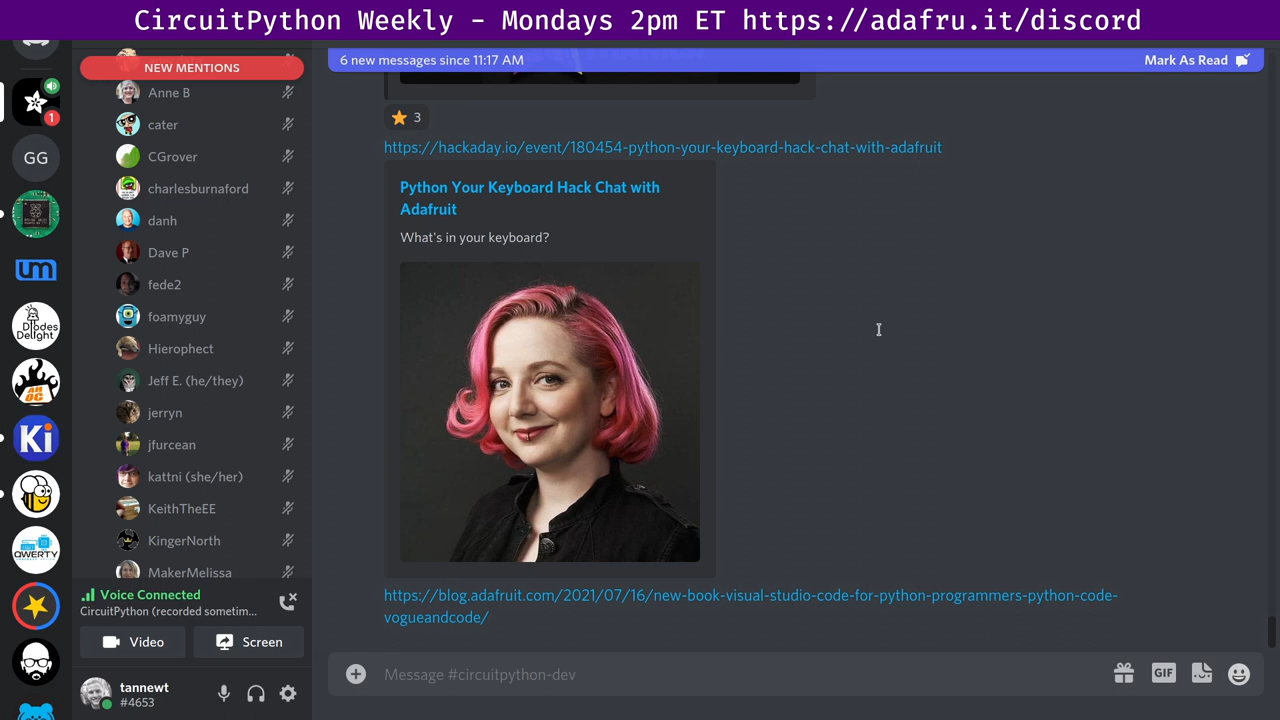 CircuitPython Weekly - Mondays 2pm ET https://adafru.it/discord
NEW MENTIONS
6 new messages since 11:17 AM
Mark As Read
Anne B
cater
CGrover
charlesburnaford
danh
Dave P
fede2
foamyguy
Hierophect
Jeff E. (he/they)
jerryn
jfurcean
kattni (she/her)
KeithTheEE
KingerNorth
MakerMelissa
1
GG
um
Diodes
Delight
AHOC
Ki
QWERTY
3
https://hackaday.io/event/180454-python-your-keyboard-hack-chat-with-adafruit
Python Your Keyboard Hack Chat with
Adafruit
What's in your keyboard?
https://blog.adafruit.com/2021/07/16/new-book-visual-studio-code-for-python-programmers-python-code-
vogueandcode/
Voice Connected
CircuitPython (recorded sometim...
Video
Screen
tannewt
#4653
Message #circuitpython-dev
GIF